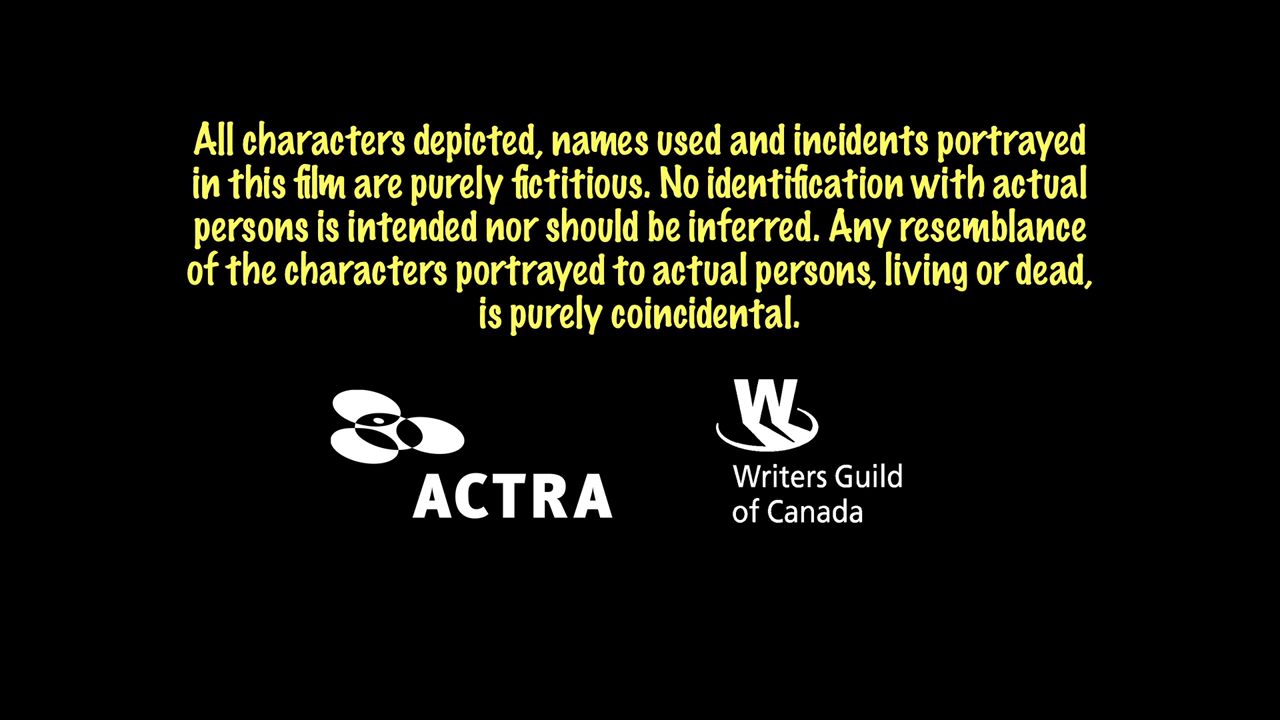 All characters depicted, names used and incidents portrayed
in this film are purely fictitious. No identification with actual
persons is intended nor should be inferred. Any resemblance
of the characters portrayed to actual persons, living or dead,
is purely coincidental.
ACTRA
W
Writers Guild
of Canada